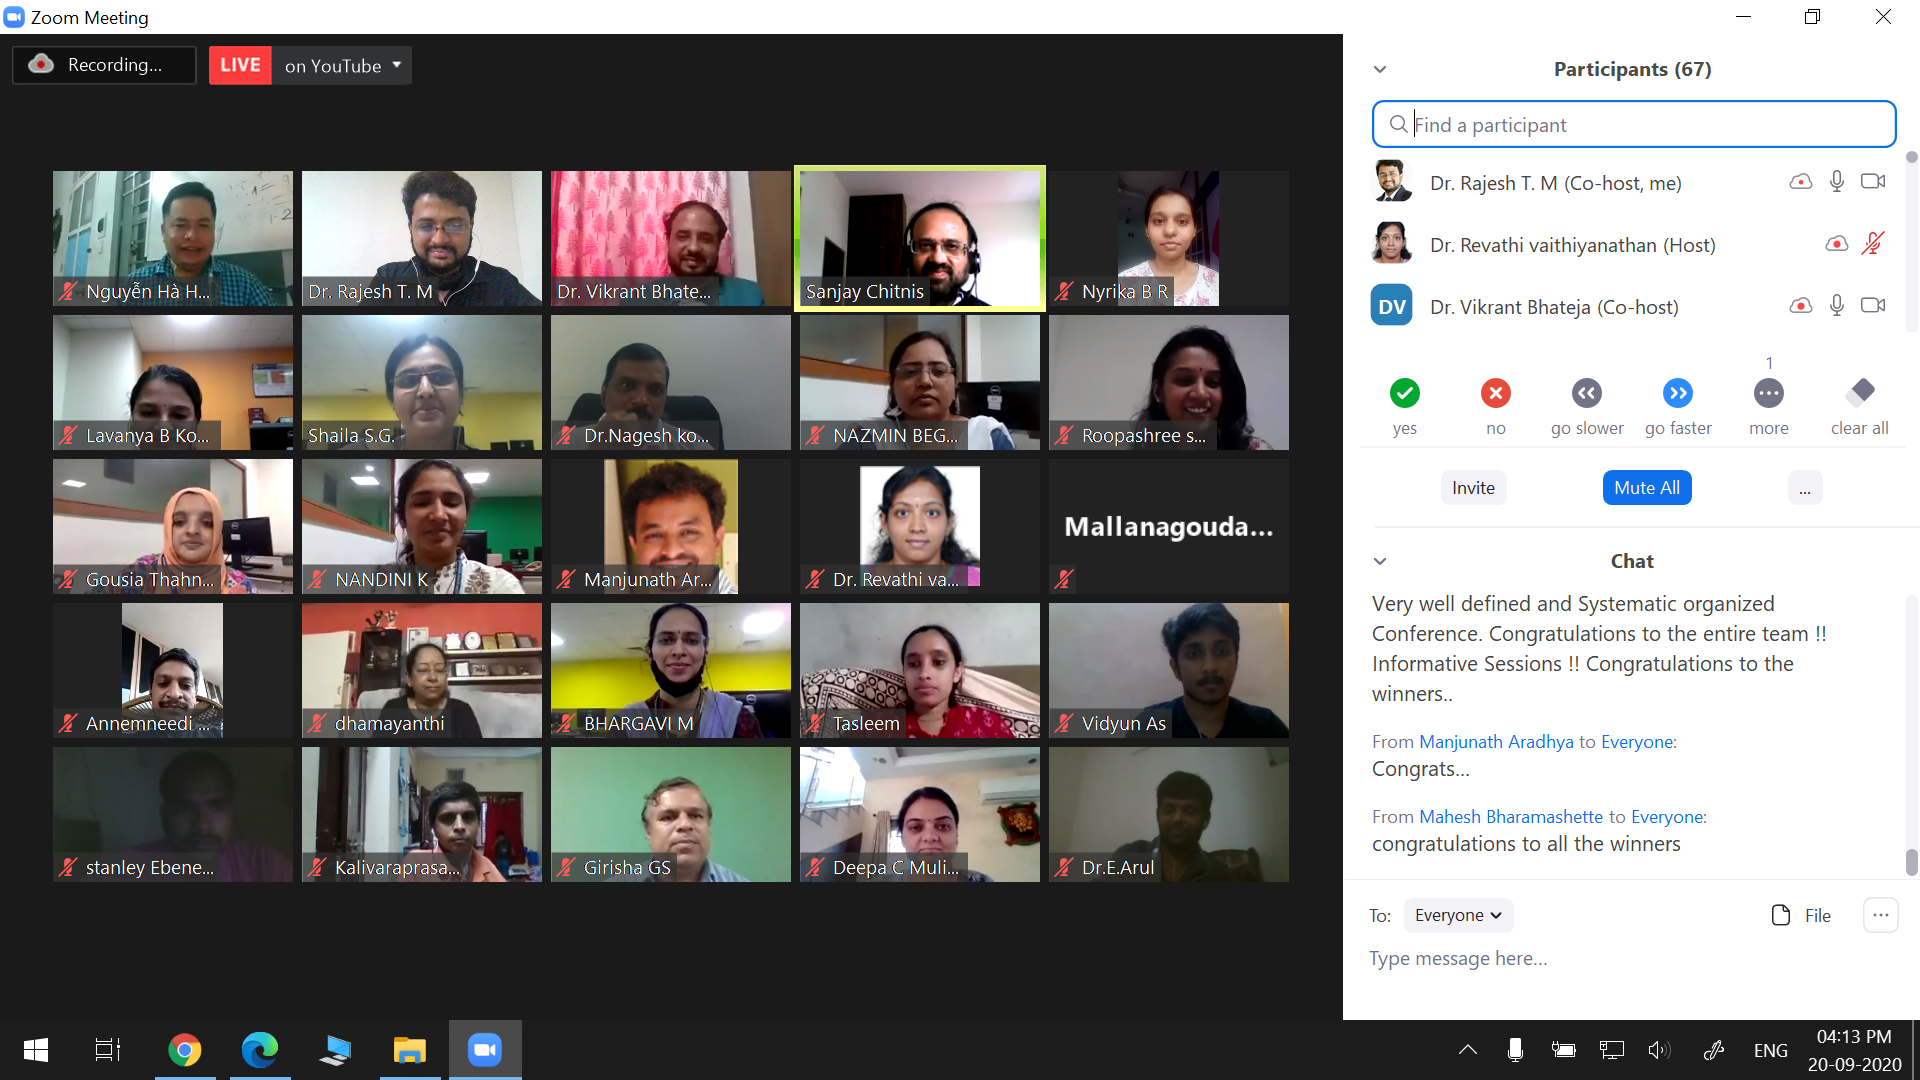 Zoom Meeting
Recording...
LIVE on YouTube
Nguyễn Hà H...
Dr. Rajesh T. M
Dr. Vikrant Bhate...
Sanjay Chitnis
Nyrika B R
Lavanya B Ko...
Shaila S.G.
Dr.Nagesh ko...
NAZMIN BEG...
Roopashree s...
Gousia Thahn...
NANDINI K
Manjunath Ar...
Dr. Revathi va...
Mallanagouda...
Annemneedi ...
dhamayanthi
BHARGAVI M
Tasleem
Vidyun As
stanley Ebene...
Kalivaraprasa...
Girisha GS
Deepa C Muli...
Dr.E.Arul
Participants (67)
Find a participant
Dr. Rajesh T. M (Co-host, me)
Dr. Revathi vaithiyanathan (Host)
DV Dr. Vikrant Bhateja (Co-host)
1
yes no go slower go faster more clear all
Invite Mute All ...
Chat
Very well defined and Systematic organized
Conference. Congratulations to the entire team !!
Informative Sessions !! Congratulations to the
winners..
From Manjunath Aradhya to Everyone:
Congrats...
From Mahesh Bharamashette to Everyone:
congratulations to all the winners
To: Everyone File ...
Type message here...
ENG
04:13 PM
20-09-2020